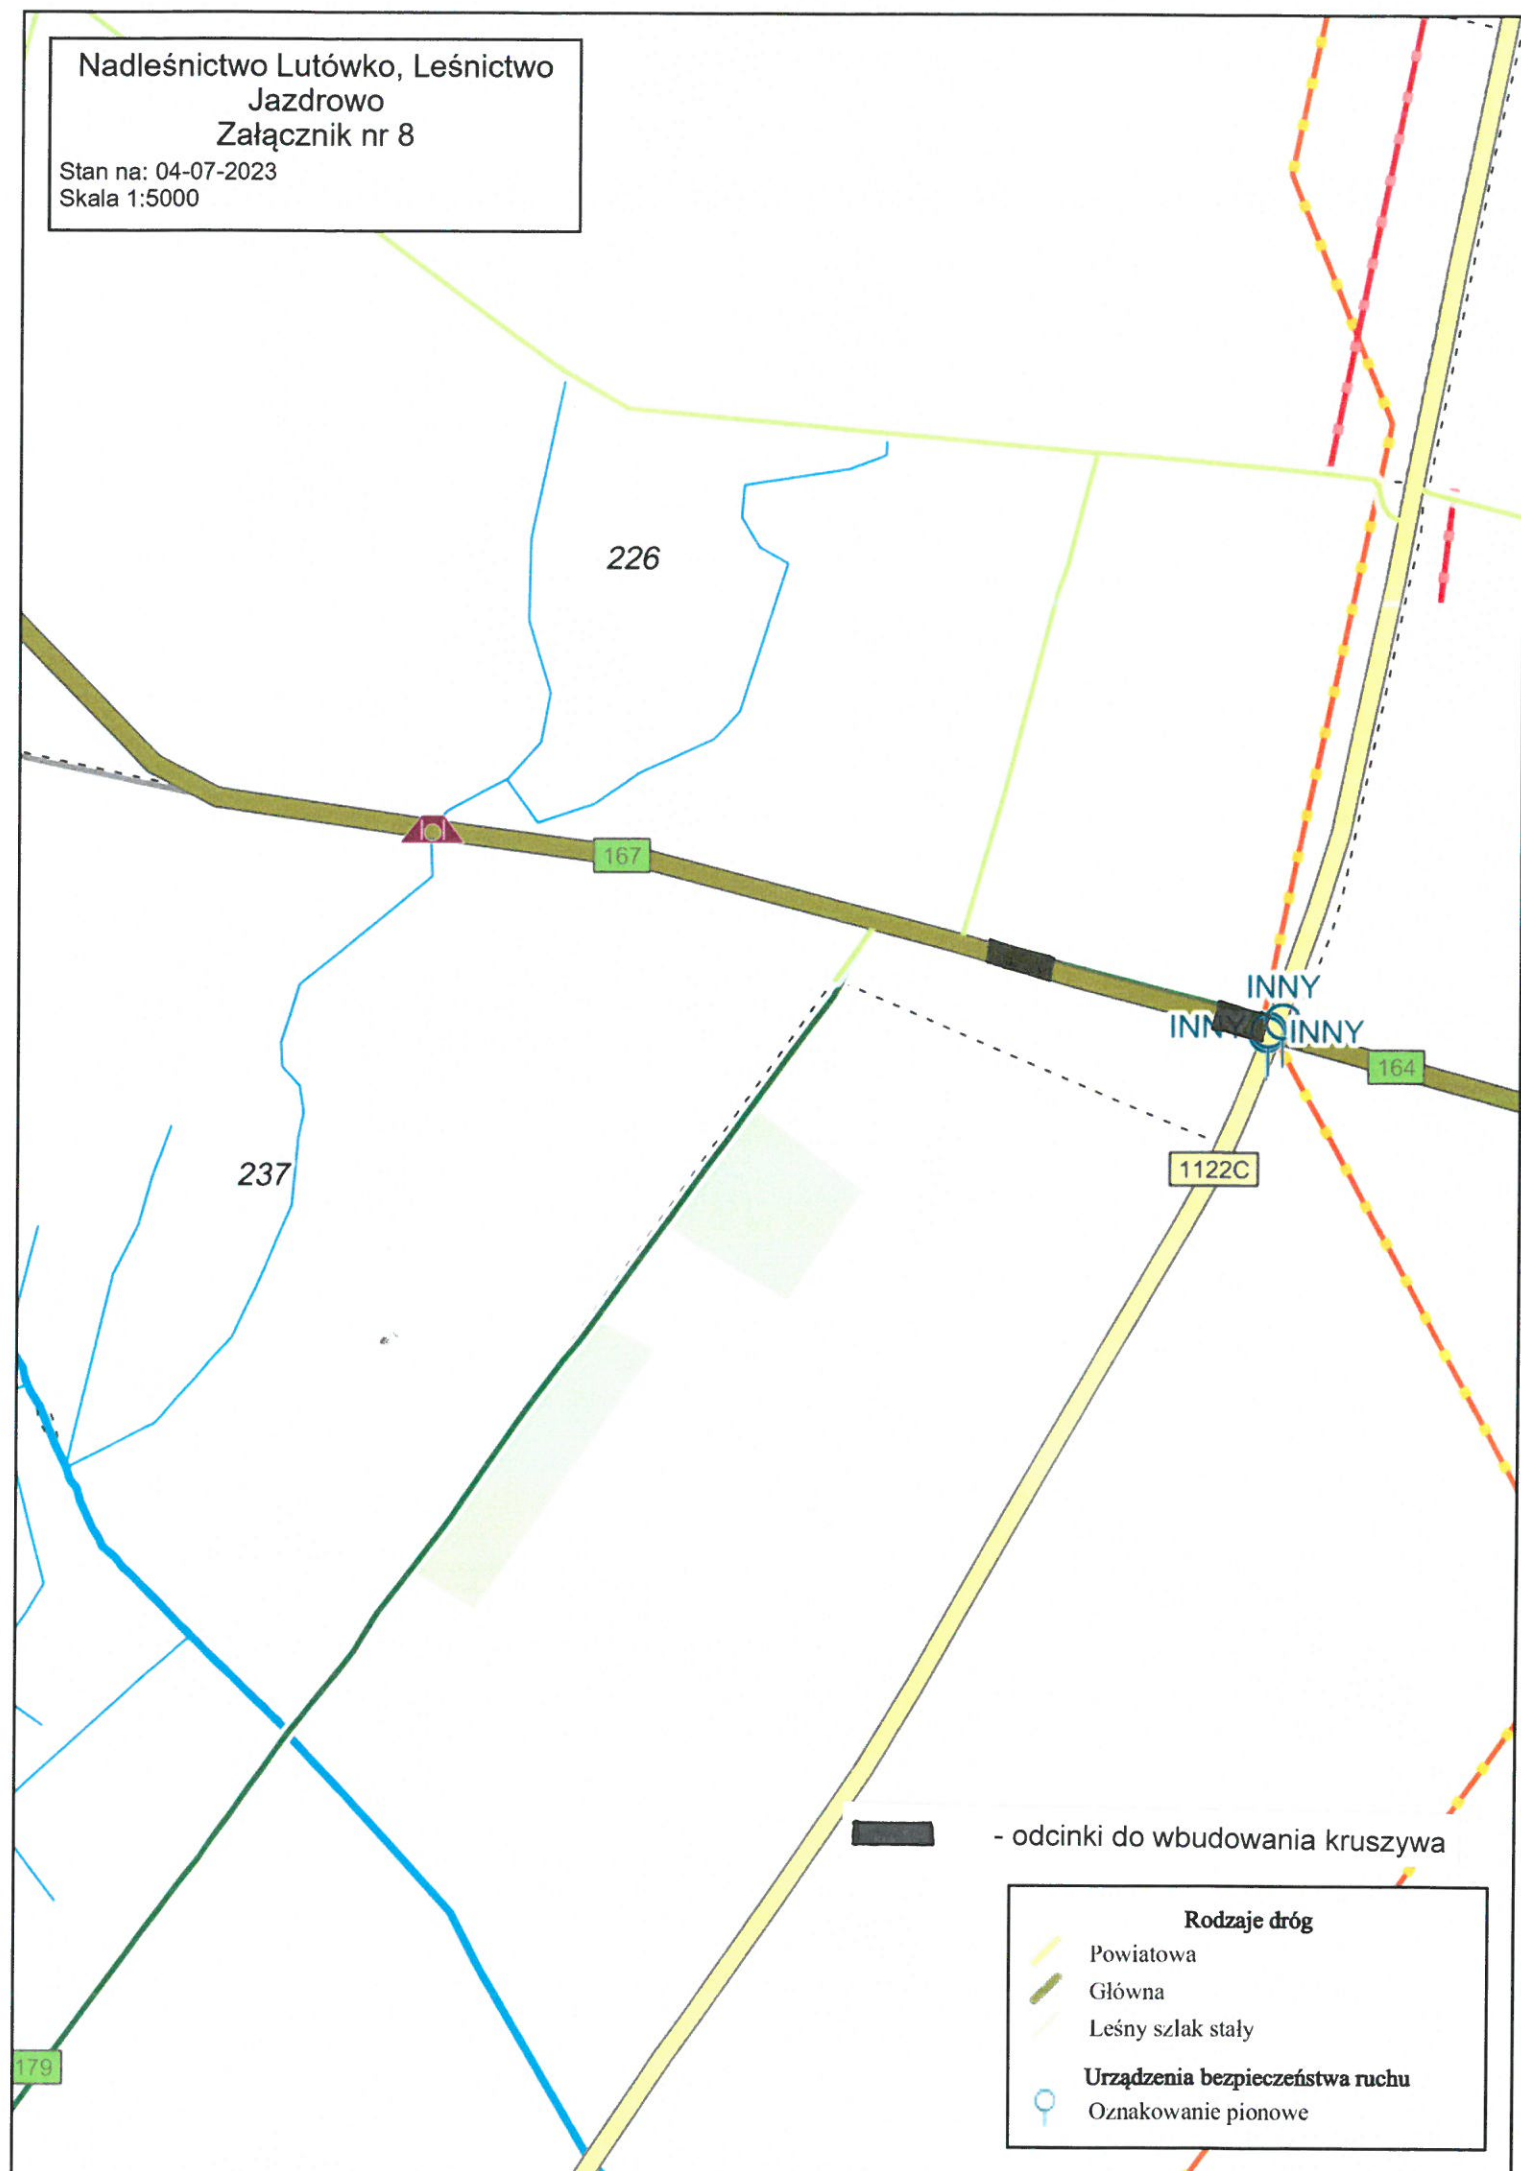 Nadleśnictwo Lutówko, Leśnictwo
Jazdrowo
Załącznik nr 8
Stan na: 04-07-2023
Skala 1:5000
226
167
INNY
INNY
INNY
164
1122C
237
- odcinki do wbudowania kruszywa
Rodzaje dróg
Powiatowa
Główna
Leśny szlak stały
Urządzenia bezpieczeństwa ruchu
Oznakowanie pionowe
179